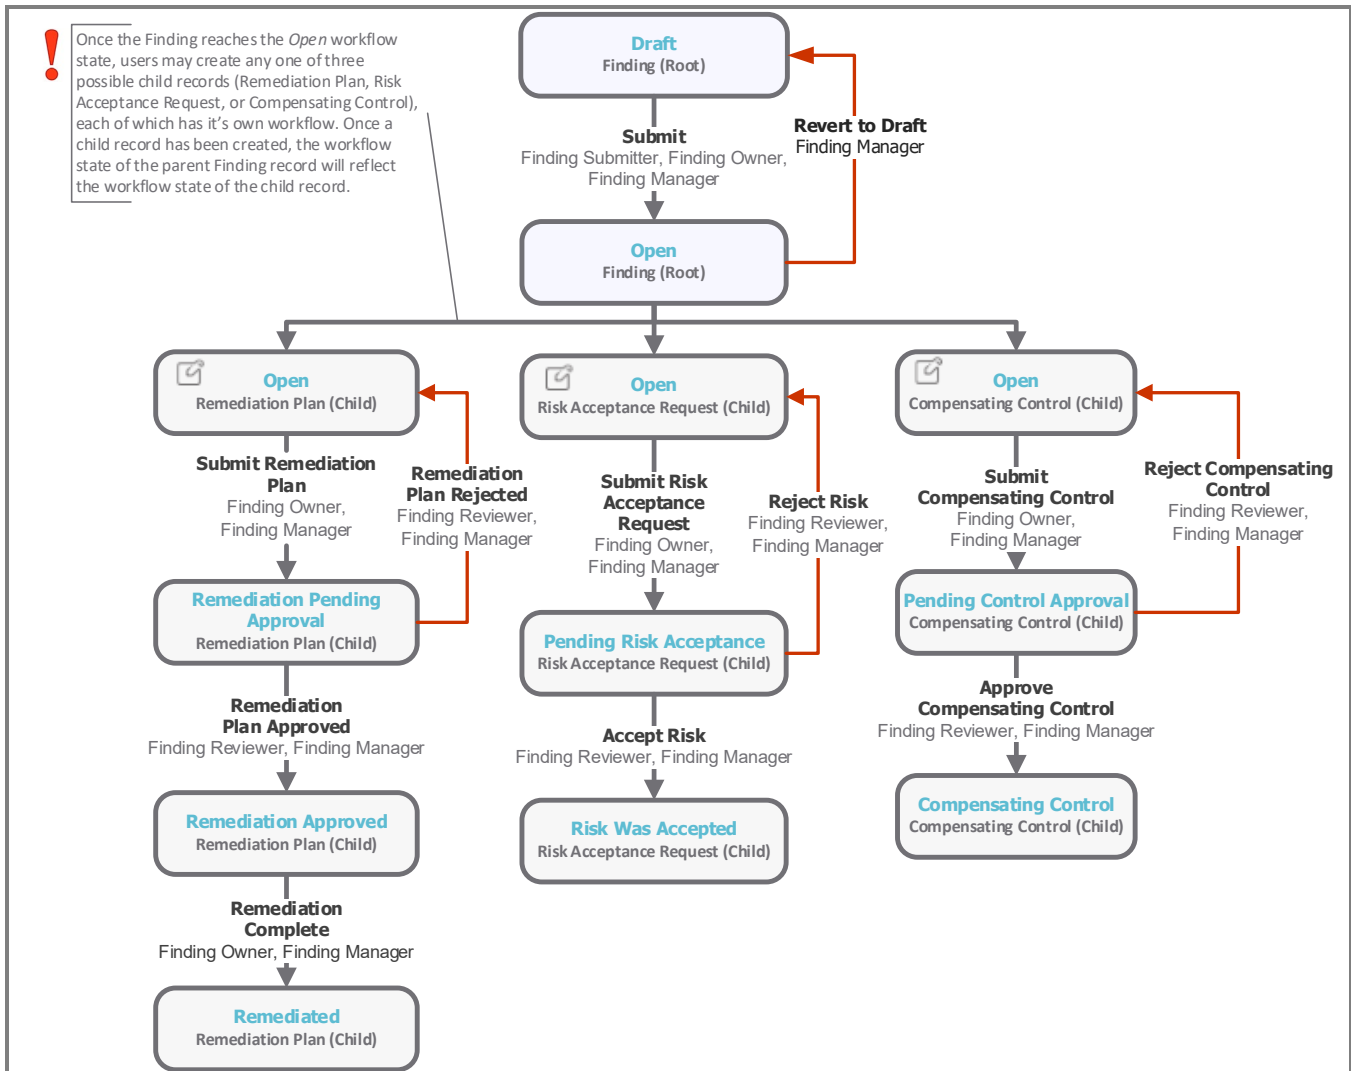 Once the Finding reaches the Open workflow
state, users may create any one of three
possible child records (Remediation Plan, Risk
Acceptance Request, or Compensating Control),
each of which has it's own workflow. Once a
child record has been created, the workflow
state of the parent Finding record will reflect
the workflow state of the child record.
Draft
Finding (Root)
Submit
Finding Submitter, Finding Owner,
Finding Manager
Revert to Draft
Finding Manager
Open
Finding (Root)
Open
Remediation Plan (Child)
Submit Remediation
Plan
Finding Owner,
Finding Manager
Remediation
Plan Rejected
Finding Reviewer,
Finding Manager
Remediation Pending
Approval
Remediation Plan (Child)
Remediation
Plan Approved
Finding Reviewer, Finding Manager
Remediation Approved
Remediation Plan (Child)
Remediation
Complete
Finding Owner, Finding Manager
Remediated
Remediation Plan (Child)
Open
Risk Acceptance Request (Child)
Submit Risk
Acceptance
Request
Finding Owner,
Finding Manager
Reject Risk
Finding Reviewer,
Finding Manager
Pending Risk Acceptance
Risk Acceptance Request (Child)
Accept Risk
Finding Reviewer, Finding Manager
Risk Was Accepted
Risk Acceptance Request (Child)
Open
Compensating Control (Child)
Submit
Compensating Control
Finding Owner,
Finding Manager
Reject Compensating
Control
Finding Reviewer,
Finding Manager
Pending Control Approval
Compensating Control (Child)
Approve
Compensating Control
Finding Reviewer, Finding Manager
Compensating Control
Compensating Control (Child)